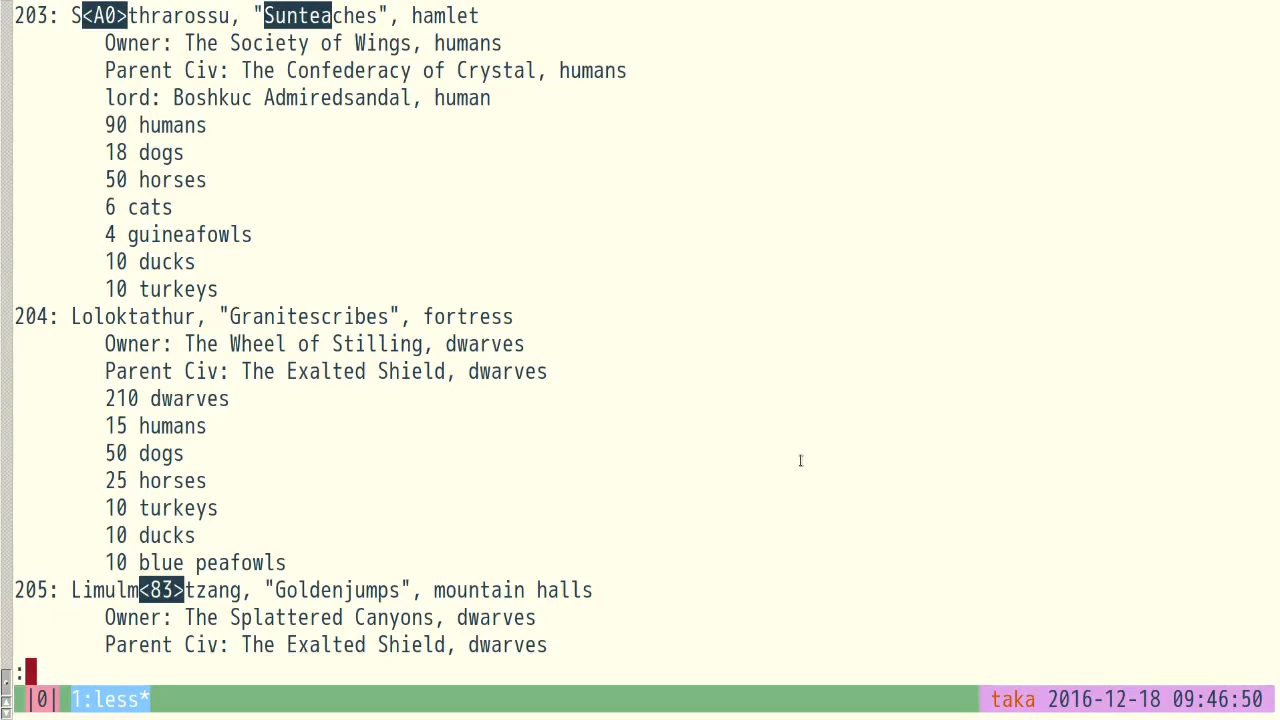 203: S<A0>thrarossu, "Sunteaches", hamlet
Owner: The Society of Wings, humans
Parent Civ: The Confederacy of Crystal, humans
lord: Boshkuc Admiredsandal, human
90 humans
18 dogs
50 horses
6 cats
4 guineafowls
10 ducks
10 turkeys
204: Loloktathur, "Granitescribes", fortress
Owner: The Wheel of Stilling, dwarves
Parent Civ: The Exalted Shield, dwarves
210 dwarves
15 humans
50 dogs
25 horses
10 turkeys
10 ducks
10 blue peafowls
205: Limulm<83>tzang, "Goldenjumps", mountain halls
Owner: The Splattered Canyons, dwarves
Parent Civ: The Exalted Shield, dwarves
:
|0| 1:less* taka 2016-12-18 09:46:50